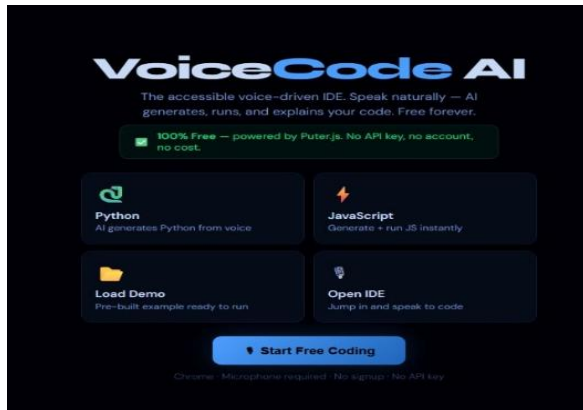 VoiceCode AI
The accessible voice-driven IDE. Speak naturally — AI
generates, runs, and explains your code. Free forever.
100% Free — powered by Puter.js. No API key, no account,
no cost.
Python
AI generates Python from voice
JavaScript
Generate + run JS instantly
Load Demo
Pre-built example ready to run
Open IDE
Jump in and speak to code
Start Free Coding
Chrome · Microphone required · No signup · No API key